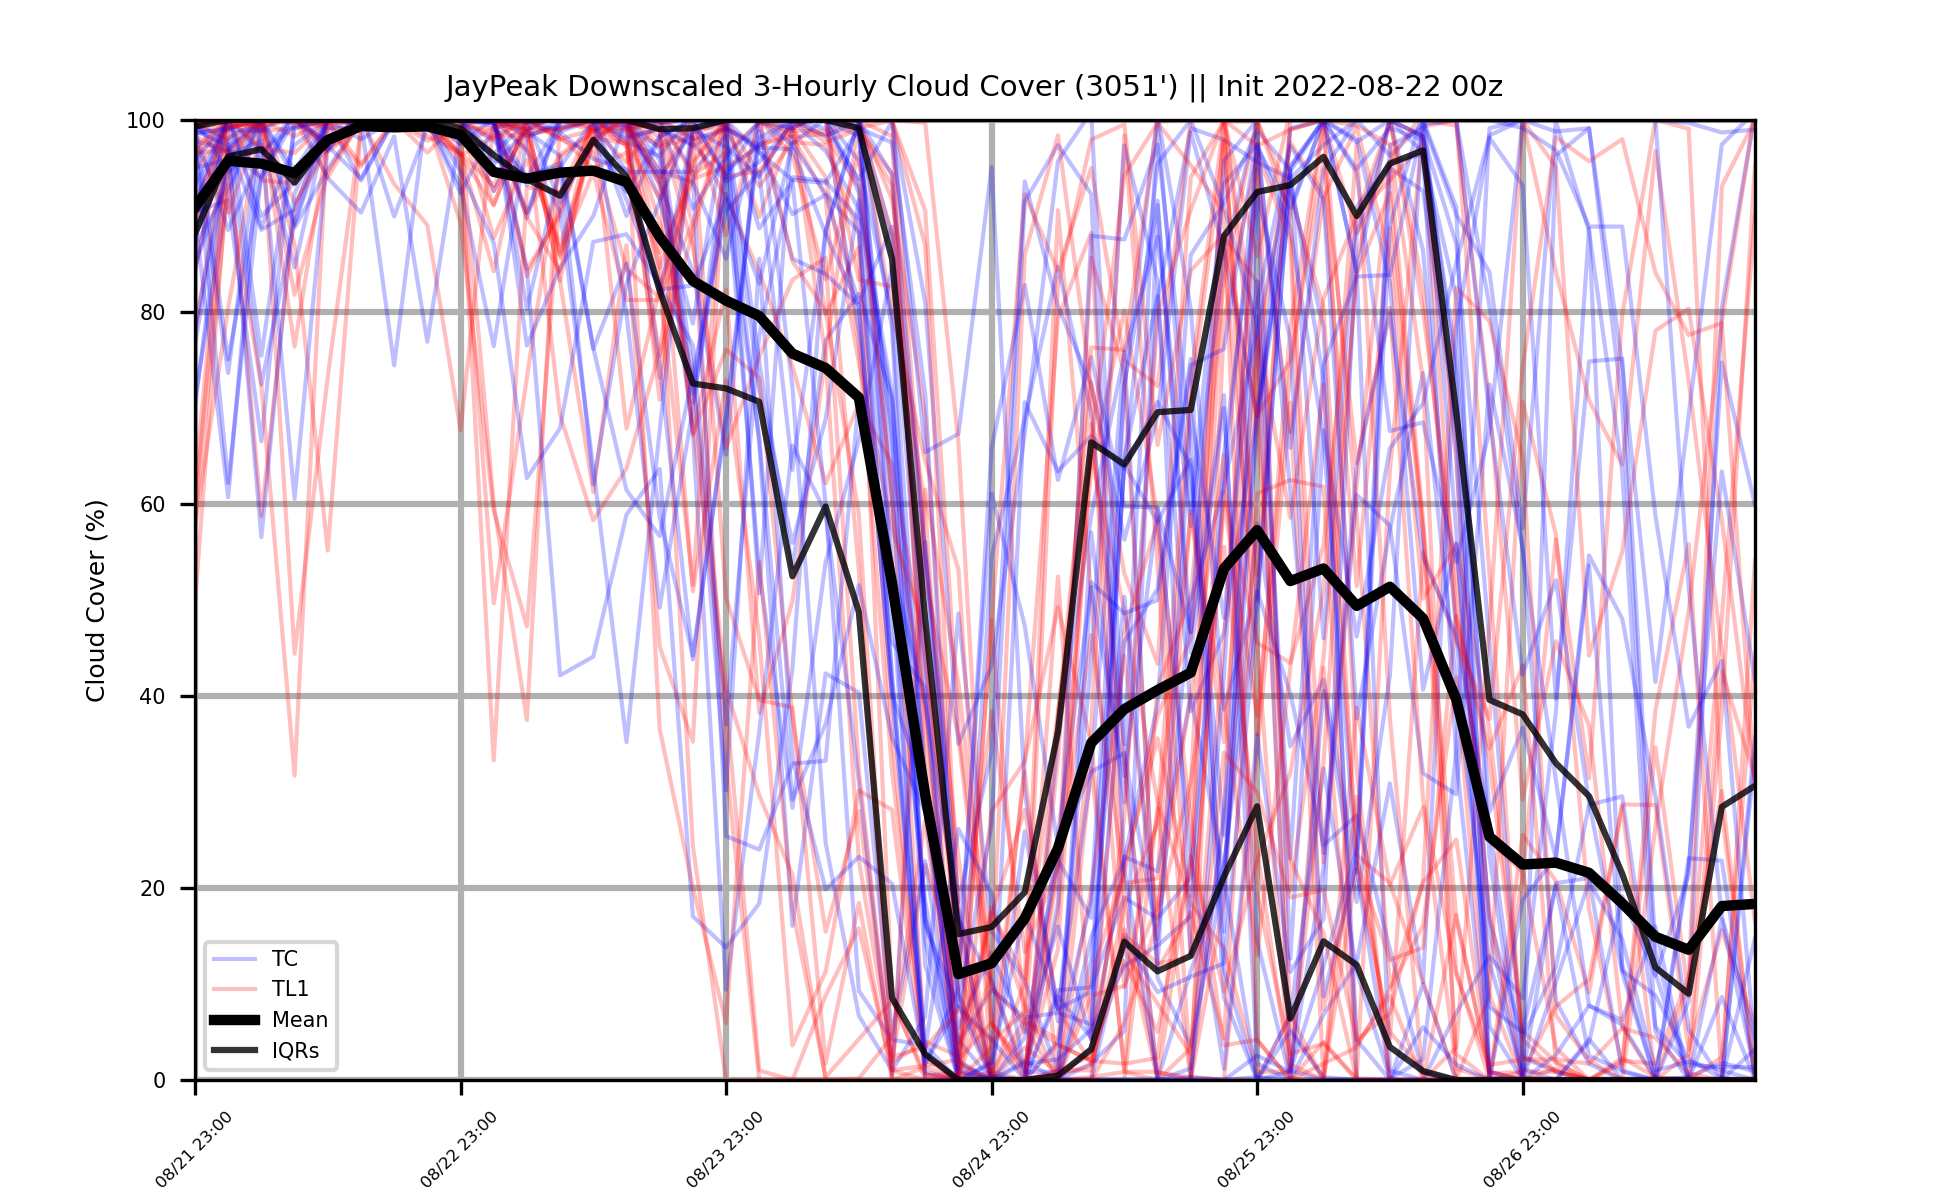 JayPeak Downscaled 3-Hourly Cloud Cover (3051') || Init 2022-08-22 00z
Cloud Cover (%)
100
80
60
40
20
0
TC
TL1
Mean
IQRs
08/21 23:00
08/22 23:00
08/23 23:00
08/24 23:00
08/25 23:00
08/26 23:00